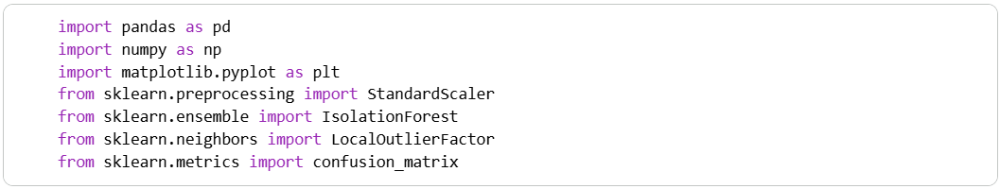 import pandas as pd
import numpy as np
import matplotlib.pyplot as plt
from sklearn.preprocessing import StandardScaler
from sklearn.ensemble import IsolationForest
from sklearn.neighbors import LocalOutlierFactor
from sklearn.metrics import confusion_matrix